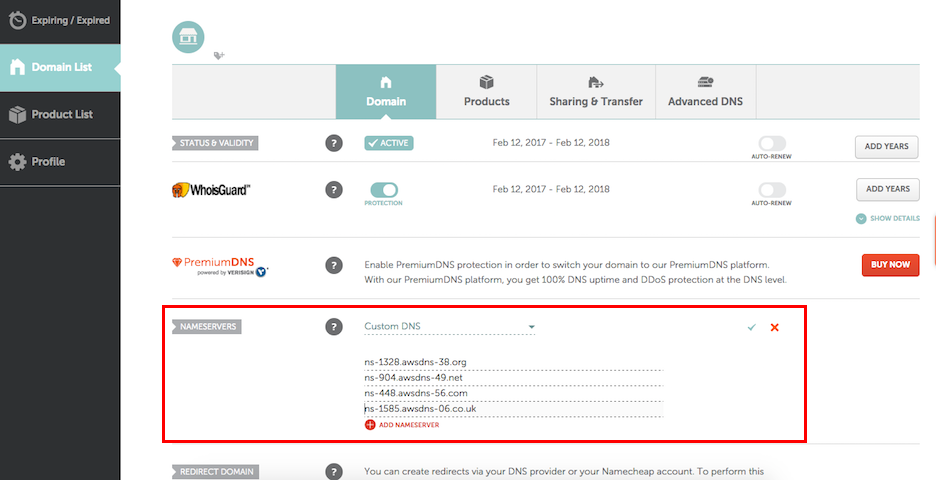 Expiring / Expired
Domain List
Product List
Profile
Domain
Products
Sharing & Transfer
Advanced DNS
STATUS & VALIDITY
?
ACTIVE
Feb 12, 2017 - Feb 12, 2018
AUTO-RENEW
ADD YEARS
WhoisGuard
?
PROTECTION
Feb 12, 2017 - Feb 12, 2018
AUTO-RENEW
ADD YEARS
SHOW DETAILS
PremiumDNS
powered by VERISIGN
?
Enable PremiumDNS protection in order to switch your domain to our PremiumDNS platform.
With our PremiumDNS platform, you get 100% DNS uptime and DDoS protection at the DNS level.
BUY NOW
NAMESERVERS
?
Custom DNS
ns-1328.awsdns-38.org
ns-904.awsdns-49.net
ns-448.awsdns-56.com
ns-1585.awsdns-06.co.uk
ADD NAMESERVER
REDIRECT DOMAIN
?
You can create redirects via your DNS provider or your Namecheap account. To perform this